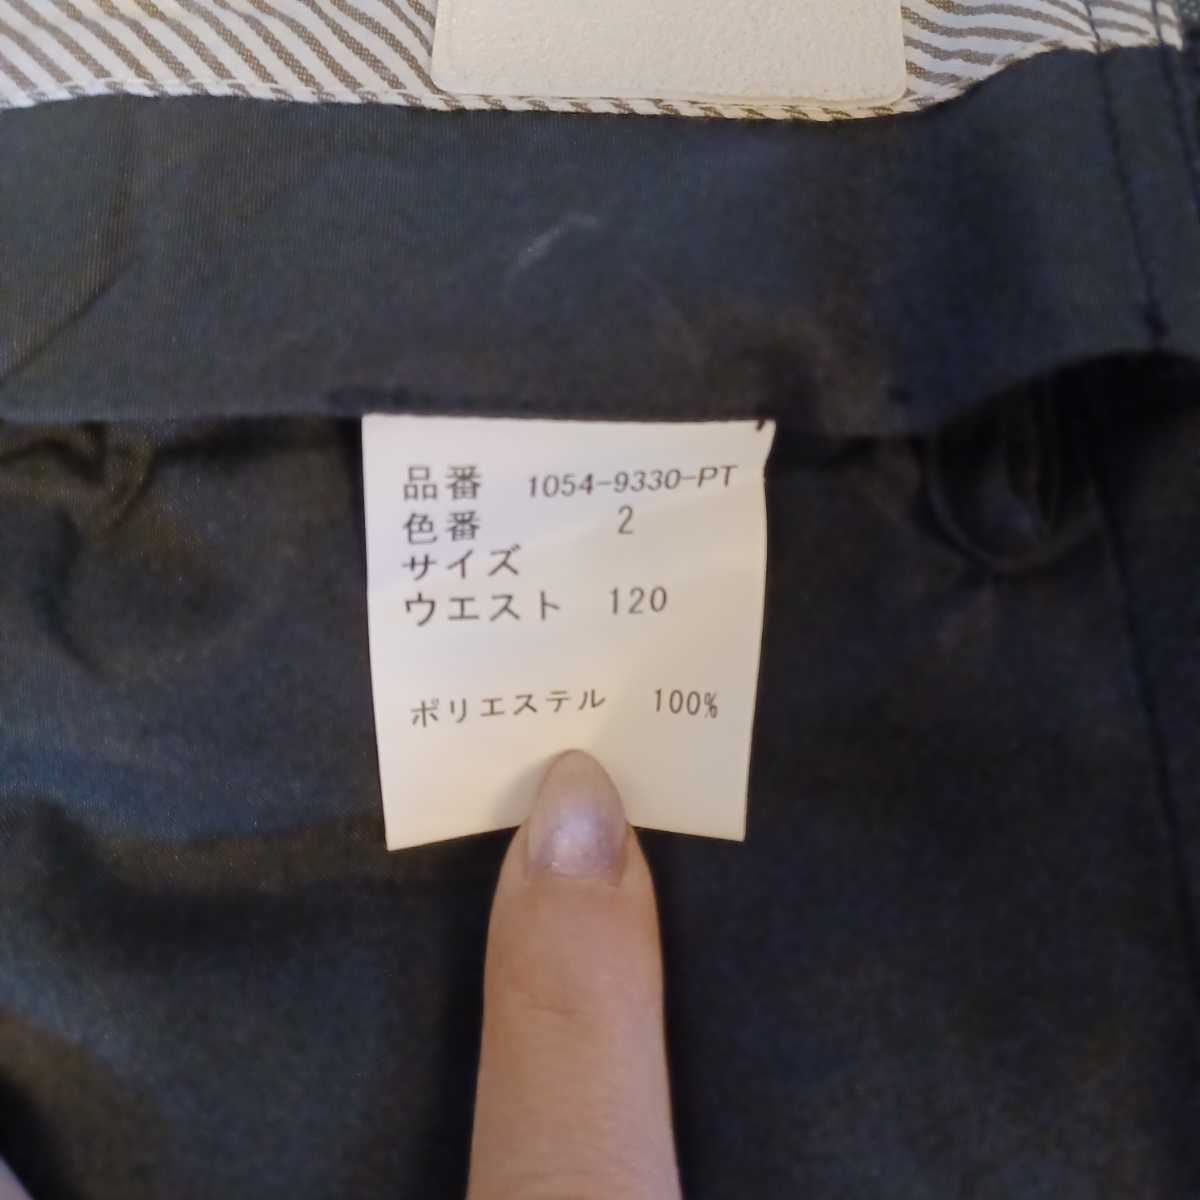 品番 1054-9330-PT
色番 2
サイズ
ウエスト 120
ポリエステル 100%